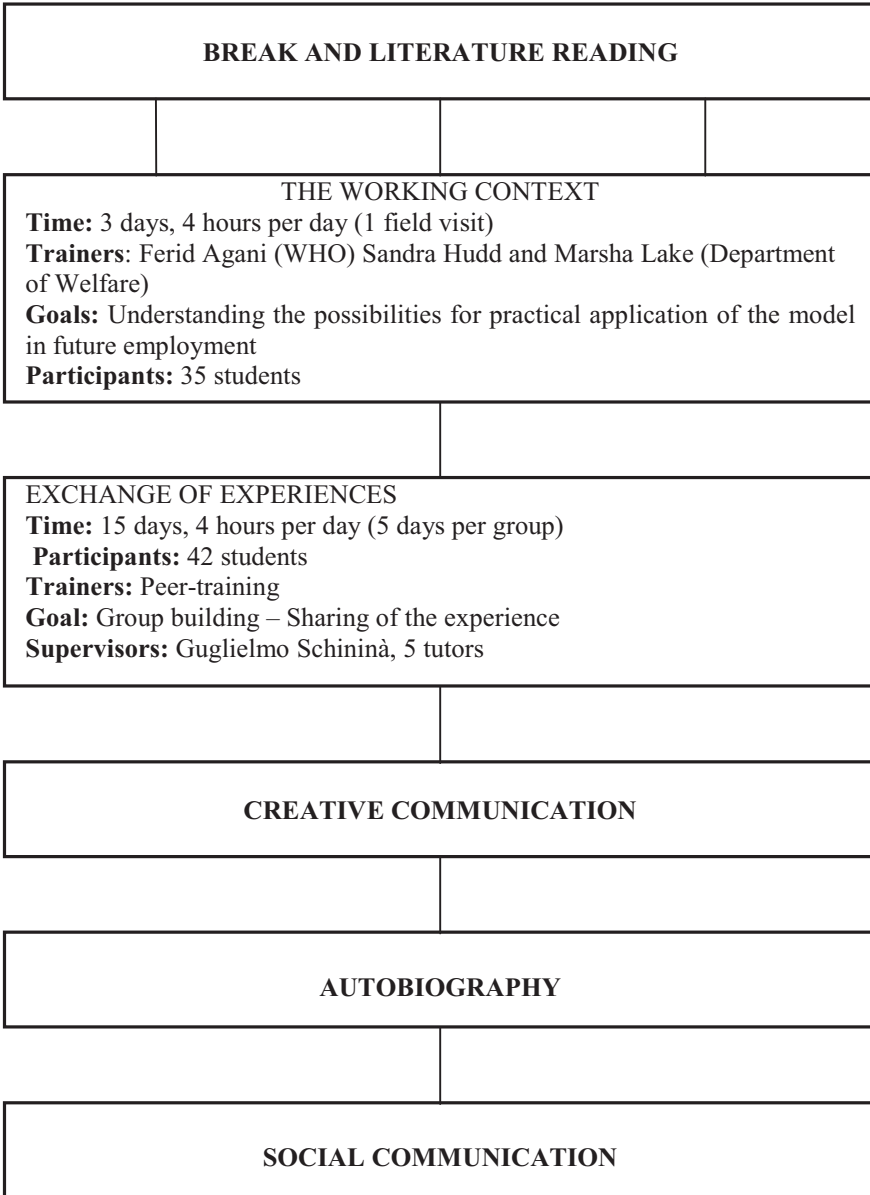 BREAK AND LITERATURE READING
THE WORKING CONTEXT
Time: 3 days, 4 hours per day (1 field visit)
Trainers: Ferid Agani (WHO) Sandra Hudd and Marsha Lake (Department
of Welfare)
Goals: Understanding the possibilities for practical application of the model
in future employment
Participants: 35 students
EXCHANGE OF EXPERIENCES
Time: 15 days, 4 hours per day (5 days per group)
Participants: 42 students
Trainers: Peer-training
Goal: Group building – Sharing of the experience
Supervisors: Guglielmo Schininà, 5 tutors
CREATIVE COMMUNICATION
AUTOBIOGRAPHY
SOCIAL COMMUNICATION